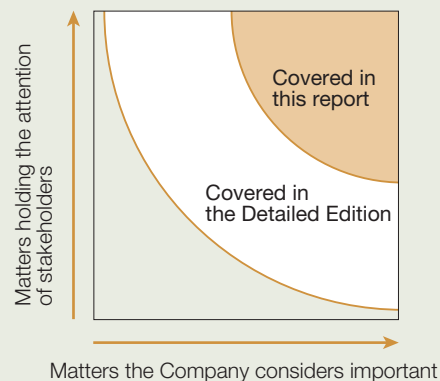 Matters holding the attention
of stakeholders
Covered in
this report
Covered in
the Detailed Edition
Matters the Company considers important